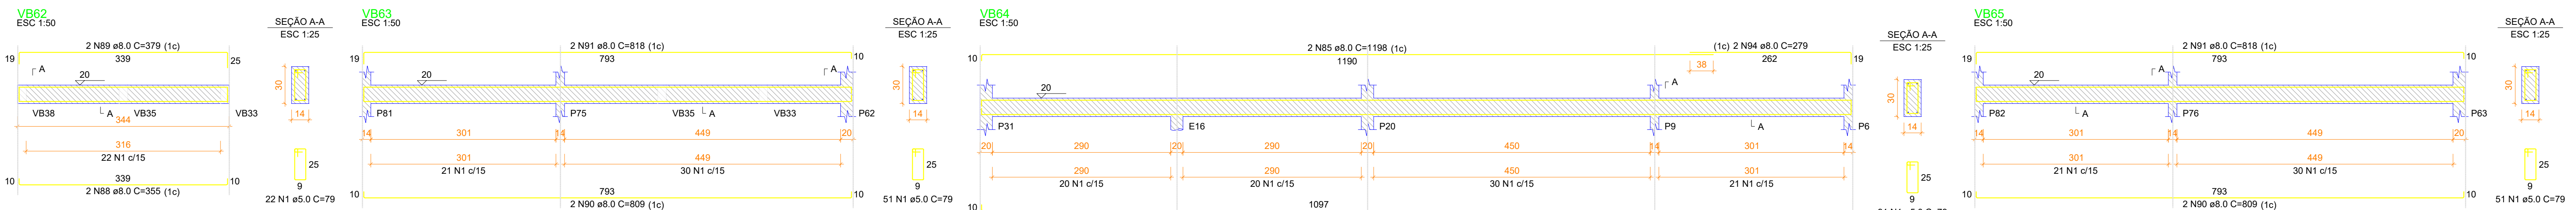 VB62
ESC 1:50
SEÇÃO A-A
ESC 1:25
2 N89 ø8.0 C=379 (1c)
19
339
25
A
20
30
14
VB38
A
VB35
VB33
344
316
22 N1 c/15
339
10
10
2 N88 ø8.0 C=355 (1c)
25
9
22 N1 ø5.0 C=79
VB63
ESC 1:50
SEÇÃO A-A
ESC 1:25
2 N91 ø8.0 C=818 (1c)
19
793
10
20
A
30
14
P81
P75
VB35
A
VB33
P62
14
301
14
449
20
301
449
21 N1 c/15
30 N1 c/15
793
10
10
2 N90 ø8.0 C=809 (1c)
25
9
51 N1 ø5.0 C=79
VB64
ESC 1:50
SEÇÃO A-A
ESC 1:25
2 N85 ø8.0 C=1198 (1c)
(1c) 2 N94 ø8.0 C=279
10
1190
262
19
38
20
A
30
14
P31
E16
P20
P9
A
P6
20
290
20
290
20
450
14
301
14
290
290
450
301
20 N1 c/15
20 N1 c/15
30 N1 c/15
21 N1 c/15
10
1097
25
9
VB65
ESC 1:50
SEÇÃO A-A
ESC 1:25
2 N91 ø8.0 C=818 (1c)
19
793
10
20
A
30
14
P82
A
P76
P63
14
301
14
449
20
301
449
21 N1 c/15
30 N1 c/15
793
10
10
2 N90 ø8.0 C=809 (1c)
25
9
51 N1 ø5.0 C=79